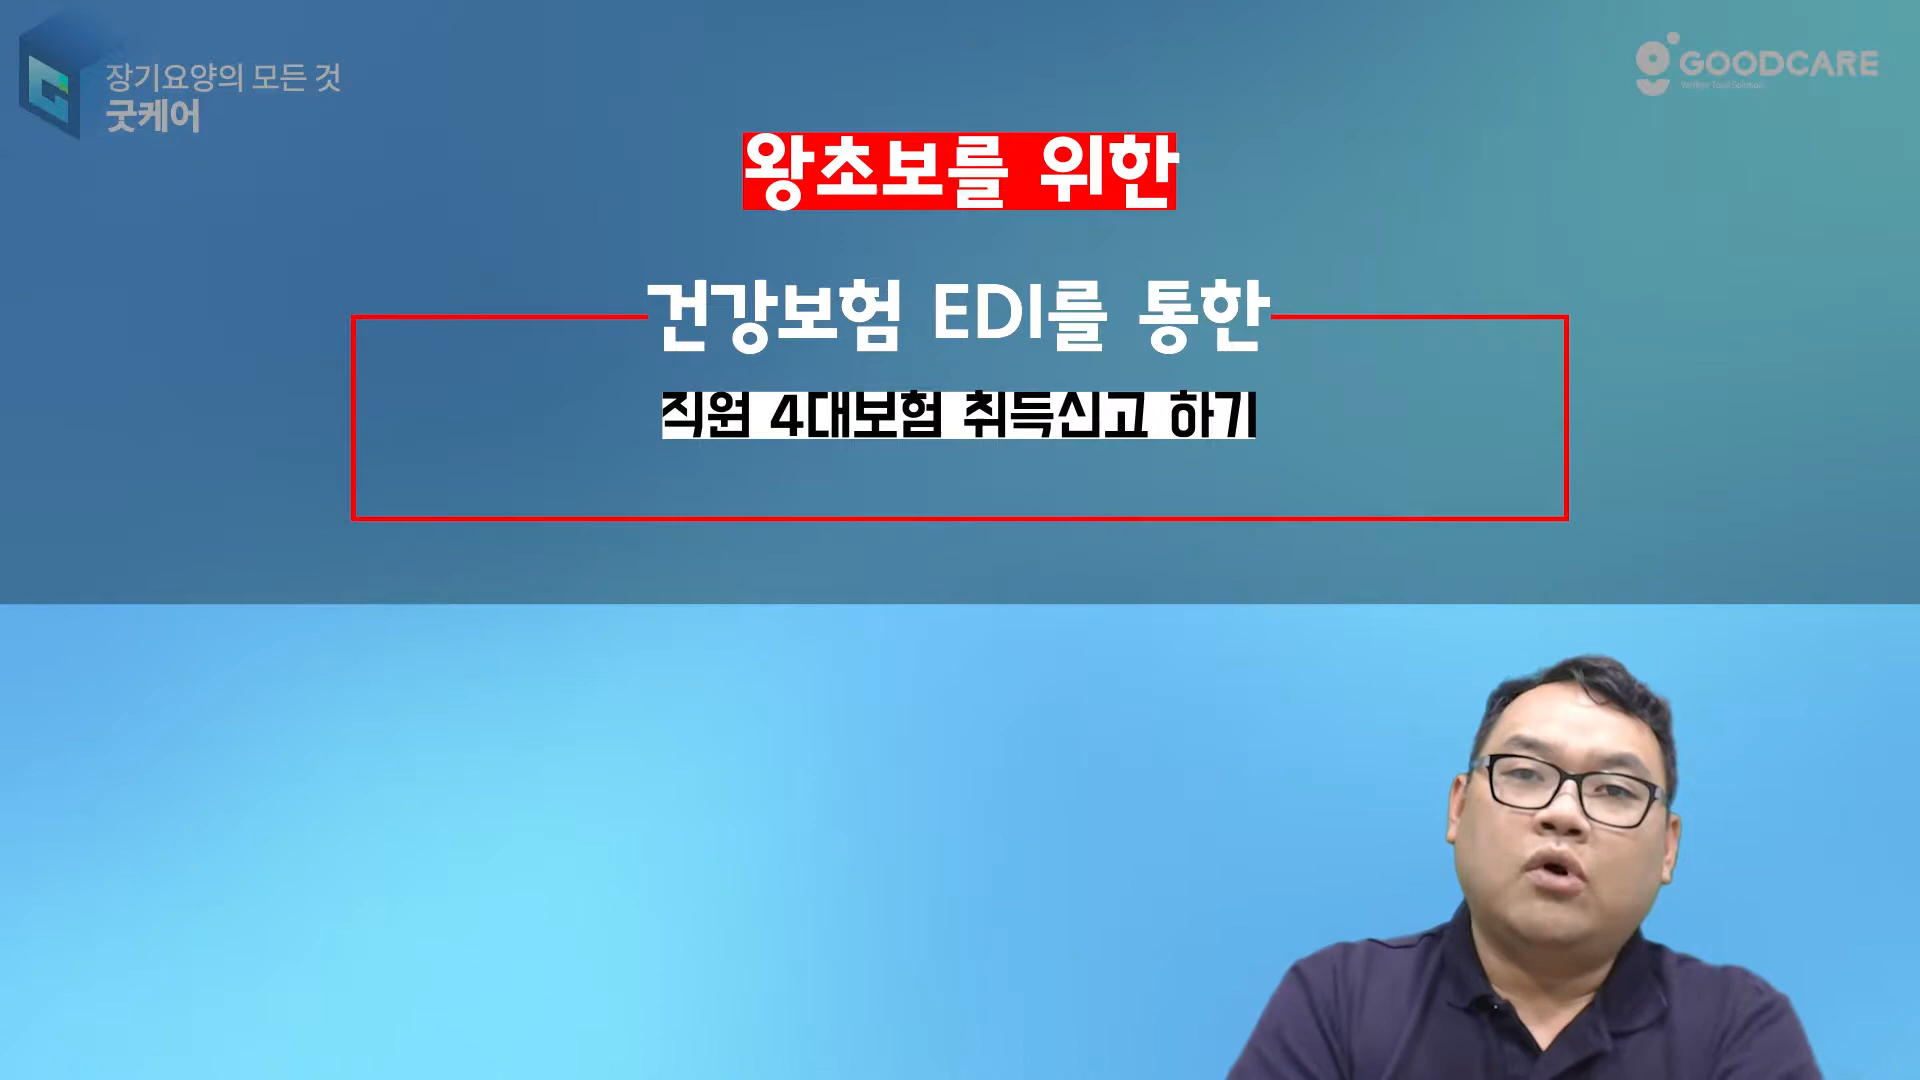 장기요양의 모든 것
굿케어
GOODCARE
왕초보를 위한
건강보험 EDI를 통한
직원 4대보험 취득신고 하기